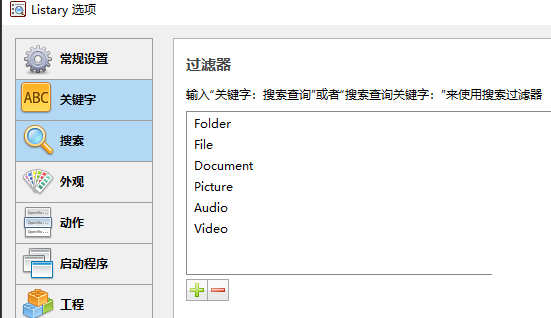 Listary 选项
常规设置
ABC
关键字
搜索
外观
动作
启动程序
工程
过滤器
输入"关键字：搜索查询"或者"搜索查询关键字："来使用搜索过滤器
Folder
File
Document
Picture
Audio
Video